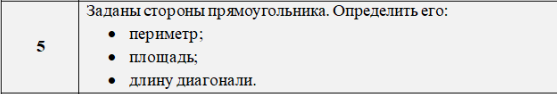 5
Заданы стороны прямоугольника. Определить его:
• периметр;
• площадь;
• длину диагонали.